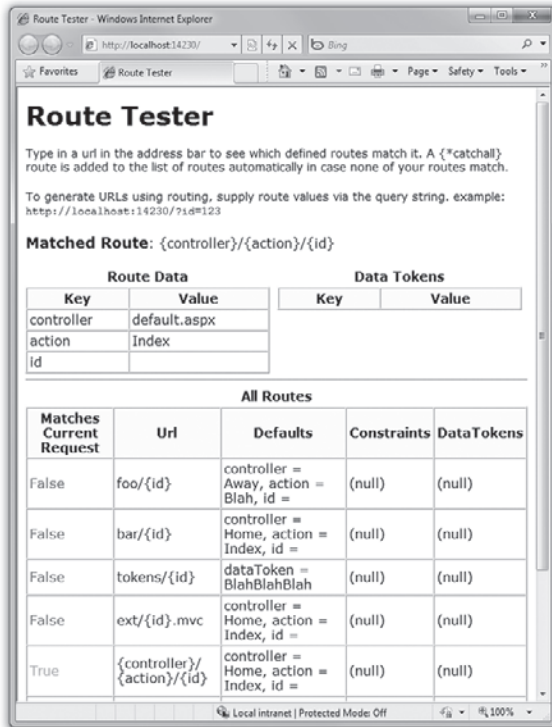 Route Tester - Windows Internet Explorer
http://localhost:14230/
Bing
Favorites
Route Tester
Page
Safety
Tools
Route Tester
Type in a url in the address bar to see which defined routes match it. A {*catchall}
route is added to the list of routes automatically in case none of your routes match.
To generate URLs using routing, supply route values via the query string. example:
http://localhost:14230/?id=123
Matched Route: {controller}/{action}/{id}
Route Data
Key Value
controller default.aspx
action Index
id
Data Tokens
Key Value
All Routes
Matches
Current
Request
Url
Defaults
Constraints
DataTokens
False
foo/{id}
controller =
Away, action =
Blah, id =
(null)
(null)
False
bar/{id}
controller =
Home, action =
Index, id =
(null)
(null)
False
tokens/{id}
dataToken =
BlahBlahBlah
(null)
(null)
False
ext/{id}.mvc
controller =
Home, action =
Index, id =
(null)
(null)
True
{controller}/
{action}/{id}
controller =
Home, action =
Index, id =
(null)
(null)
Local intranet | Protected Mode: Off
100%